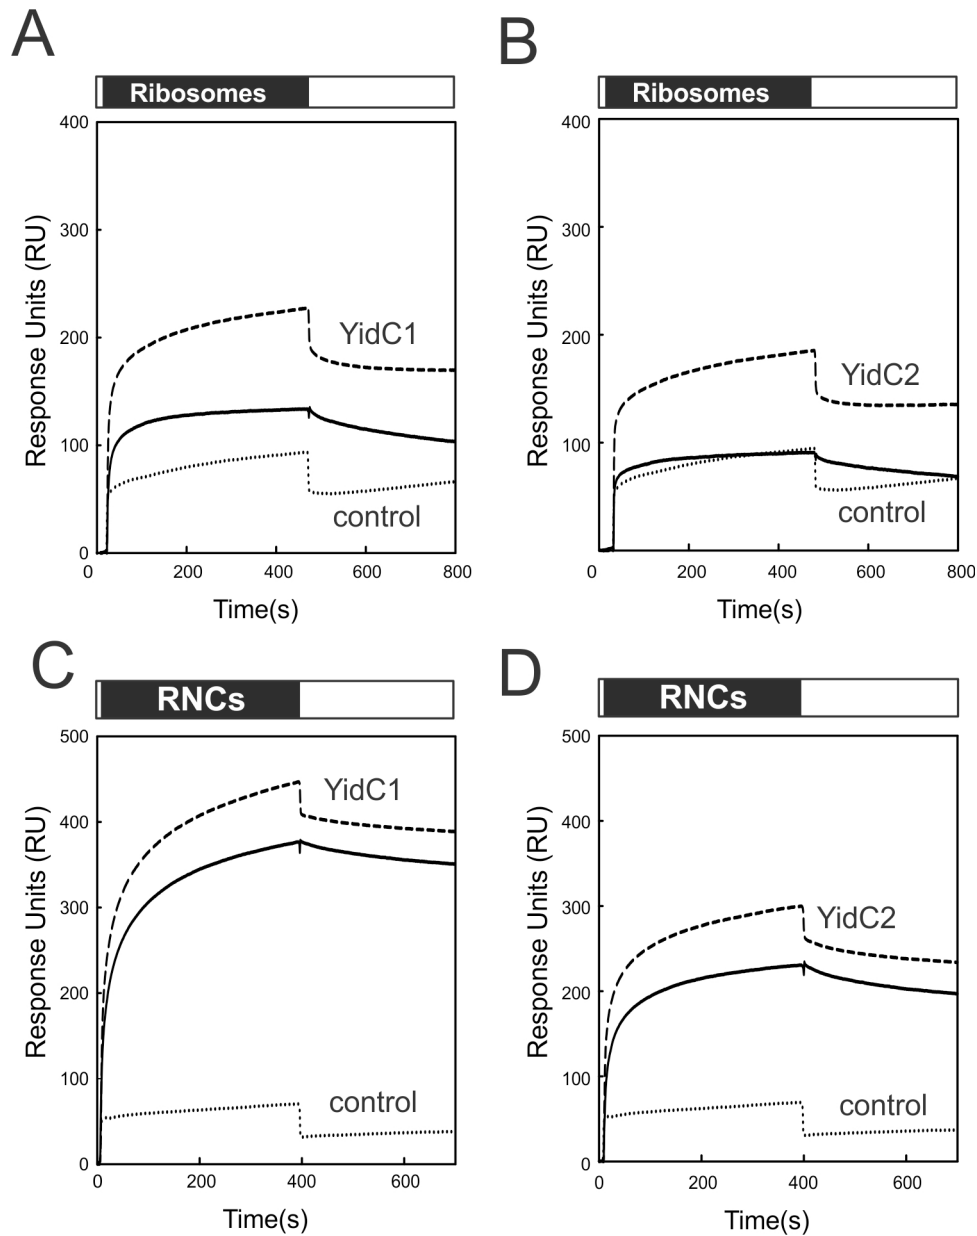 A
Ribosomes
400
300
200
100
0
Response Units (RU)
YidC1
control
0 200 400 600 800
Time(s)
B
Ribosomes
400
300
200
100
0
Response Units (RU)
YidC2
control
0 200 400 600 800
Time(s)
C
RNCs
500
400
300
200
100
0
Response Units (RU)
YidC1
control
0 200 400 600
Time(s)
D
RNCs
500
400
300
200
100
0
Response Units (RU)
YidC2
control
0 200 400 600
Time(s)